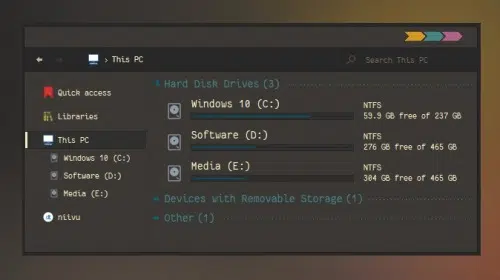 This PC
Search This PC
Quick access
Libraries
This PC
Windows 10 (C:)
Software (D:)
Media (E:)
niivu
Hard Disk Drives (3)
Windows 10 (C:)
NTFS
59.9 GB free of 237 GB
Software (D:)
NTFS
276 GB free of 465 GB
Media (E:)
NTFS
304 GB free of 465 GB
Devices with Removable Storage (1)
Other (1)